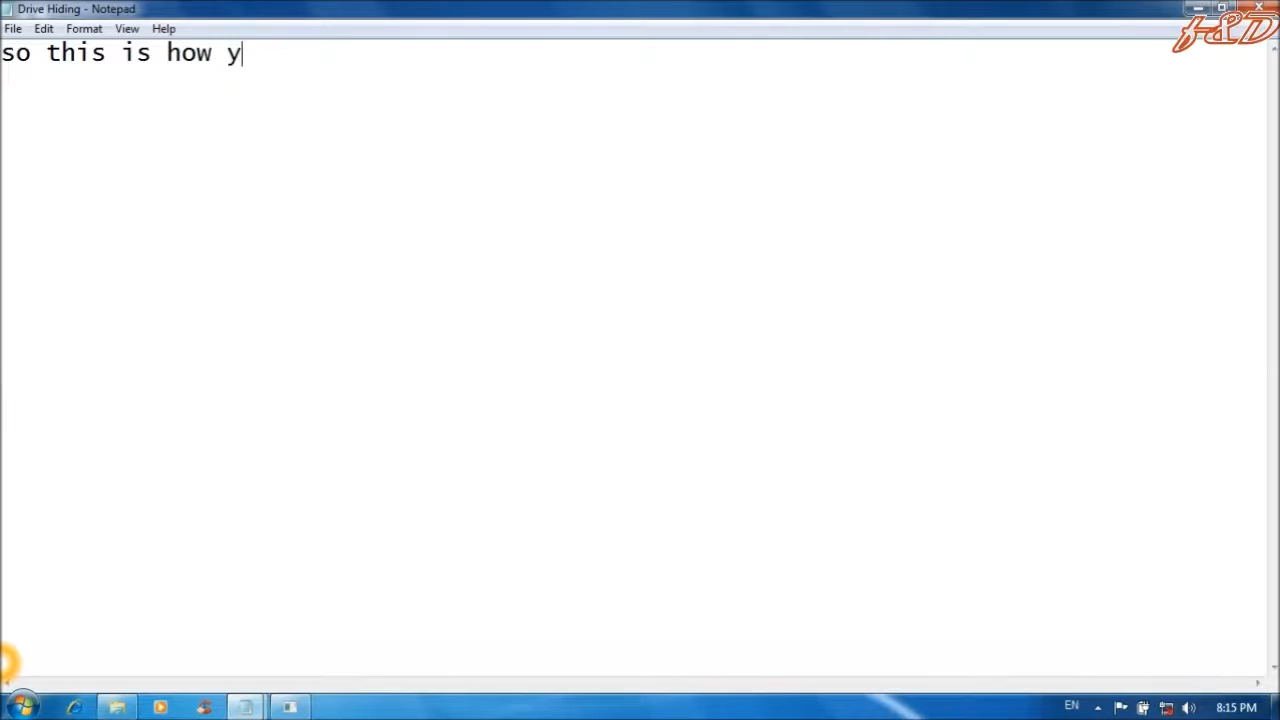 Drive Hiding - Notepad
File Edit Format View Help
H&D
so this is how y
EN 8:15 PM